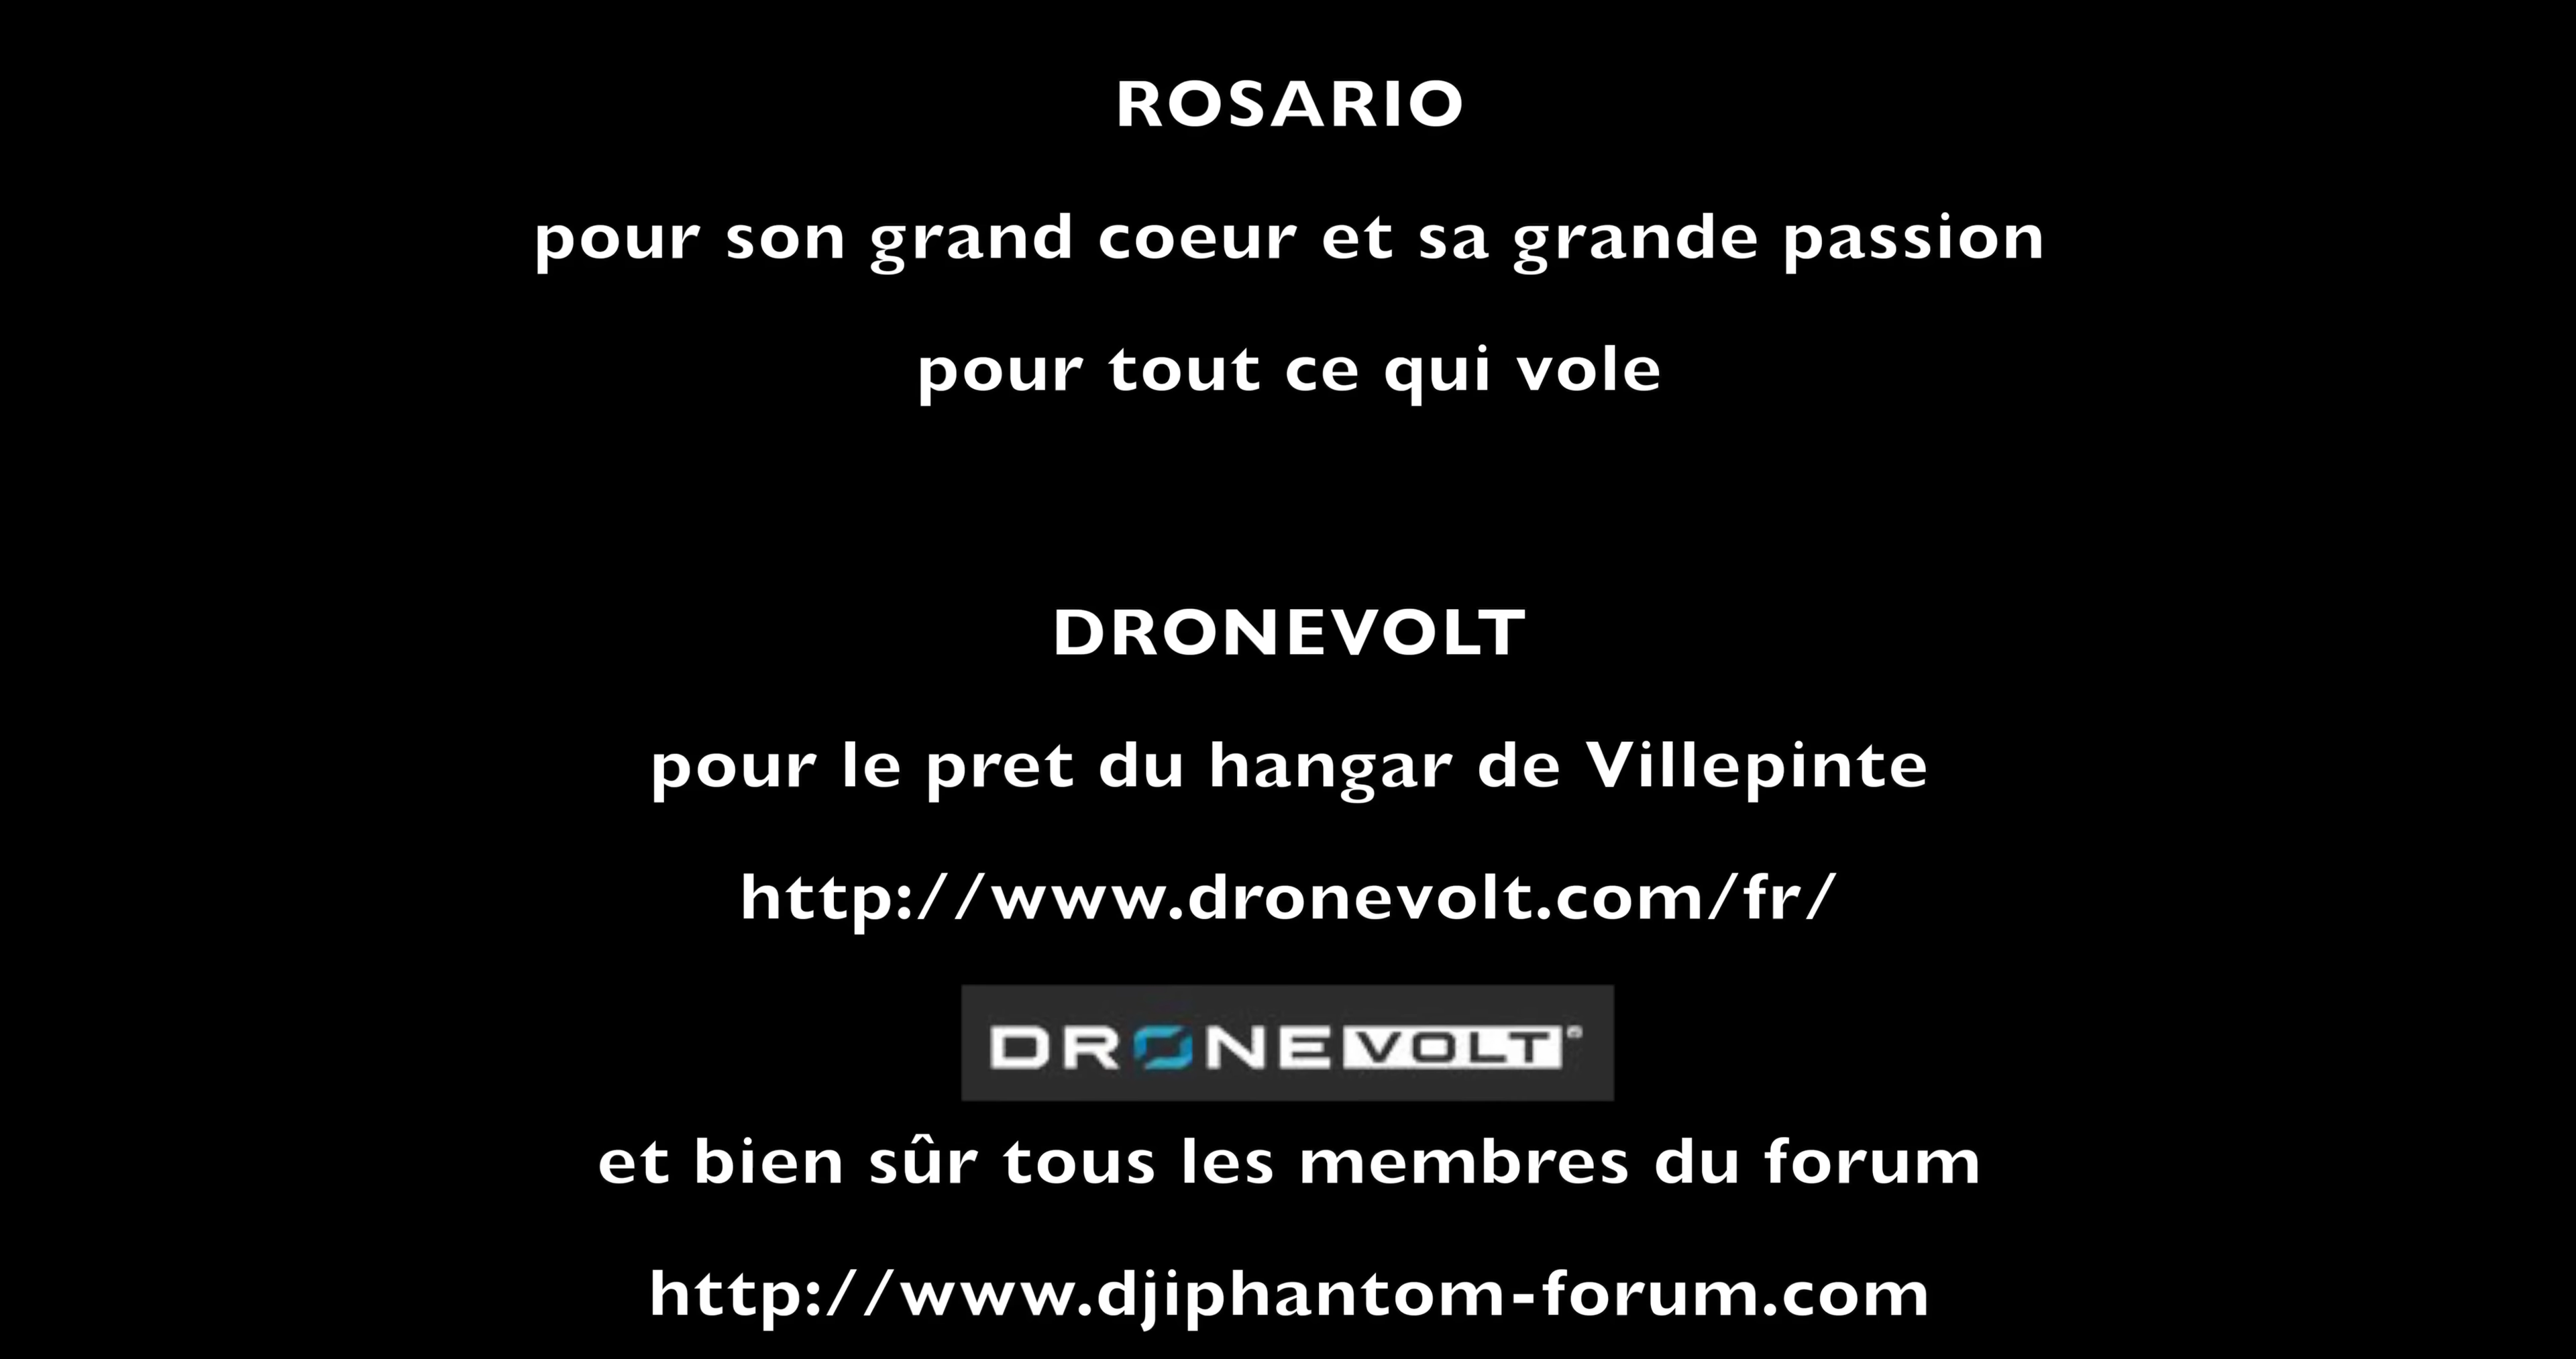 ROSARIO
pour son grand coeur et sa grande passion
pour tout ce qui vole
DRONEVOLT
pour le pret du hangar de Villepinte
http://www.dronevolt.com/fr/
DRONEVOLT
et bien sûr tous les membres du forum
http://www.djiphantom-forum.com